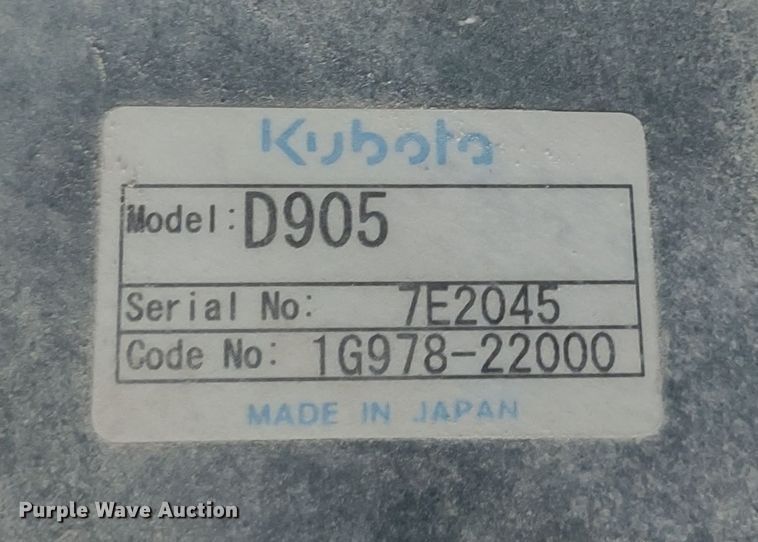 Kubota
Model: D905
Serial No: 7E2045
Code No: 1G978-22000
MADE IN JAPAN
Purple Wave Auction